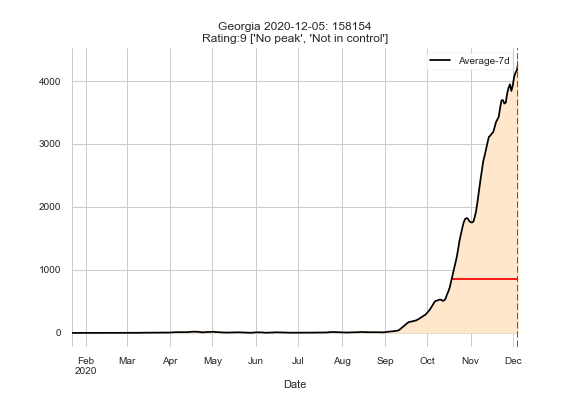 Georgia 2020-12-05: 158154
Rating:9 ['No peak', 'Not in control']
Average-7d
4000
3000
2000
1000
0
Feb Mar Apr May Jun Jul Aug Sep Oct Nov Dec
2020
Date